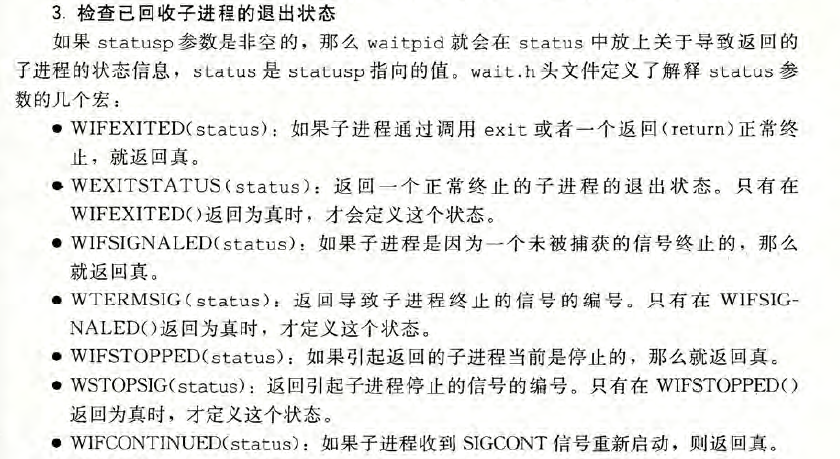 3. 检查已回收子进程的退出状态
如果 statusp 参数是非空的，那么 waitpid 就会在 status 中放上关于导致返回的
子进程的状态信息，status 是 statusp 指向的值。wait.h 头文件定义了解释 status 参
数的几个宏：
● WIFEXITED(status)：如果子进程通过调用 exit 或者一个返回(return)正常终
止，就返回真。
● WEXITSTATUS(status)：返回一个正常终止的子进程的退出状态。只有在
WIFEXITED()返回为真时，才会定义这个状态。
● WIFSIGNALED(status)：如果子进程是因为一个未被捕获的信号终止的，那么
就返回真。
● WTERMSIG(status)：返回导致子进程终止的信号的编号。只有在 WIFSIG-
NALED()返回为真时，才定义这个状态。
● WIFSTOPPED(status)：如果引起返回的子进程当前是停止的，那么就返回真。
● WSTOPSIG(status)：返回引起子进程停止的信号的编号。只有在 WIFSTOPPED()
返回为真时，才定义这个状态。
● WIFCONTINUED(status)：如果子进程收到 SIGCONT 信号重新启动，则返回真。